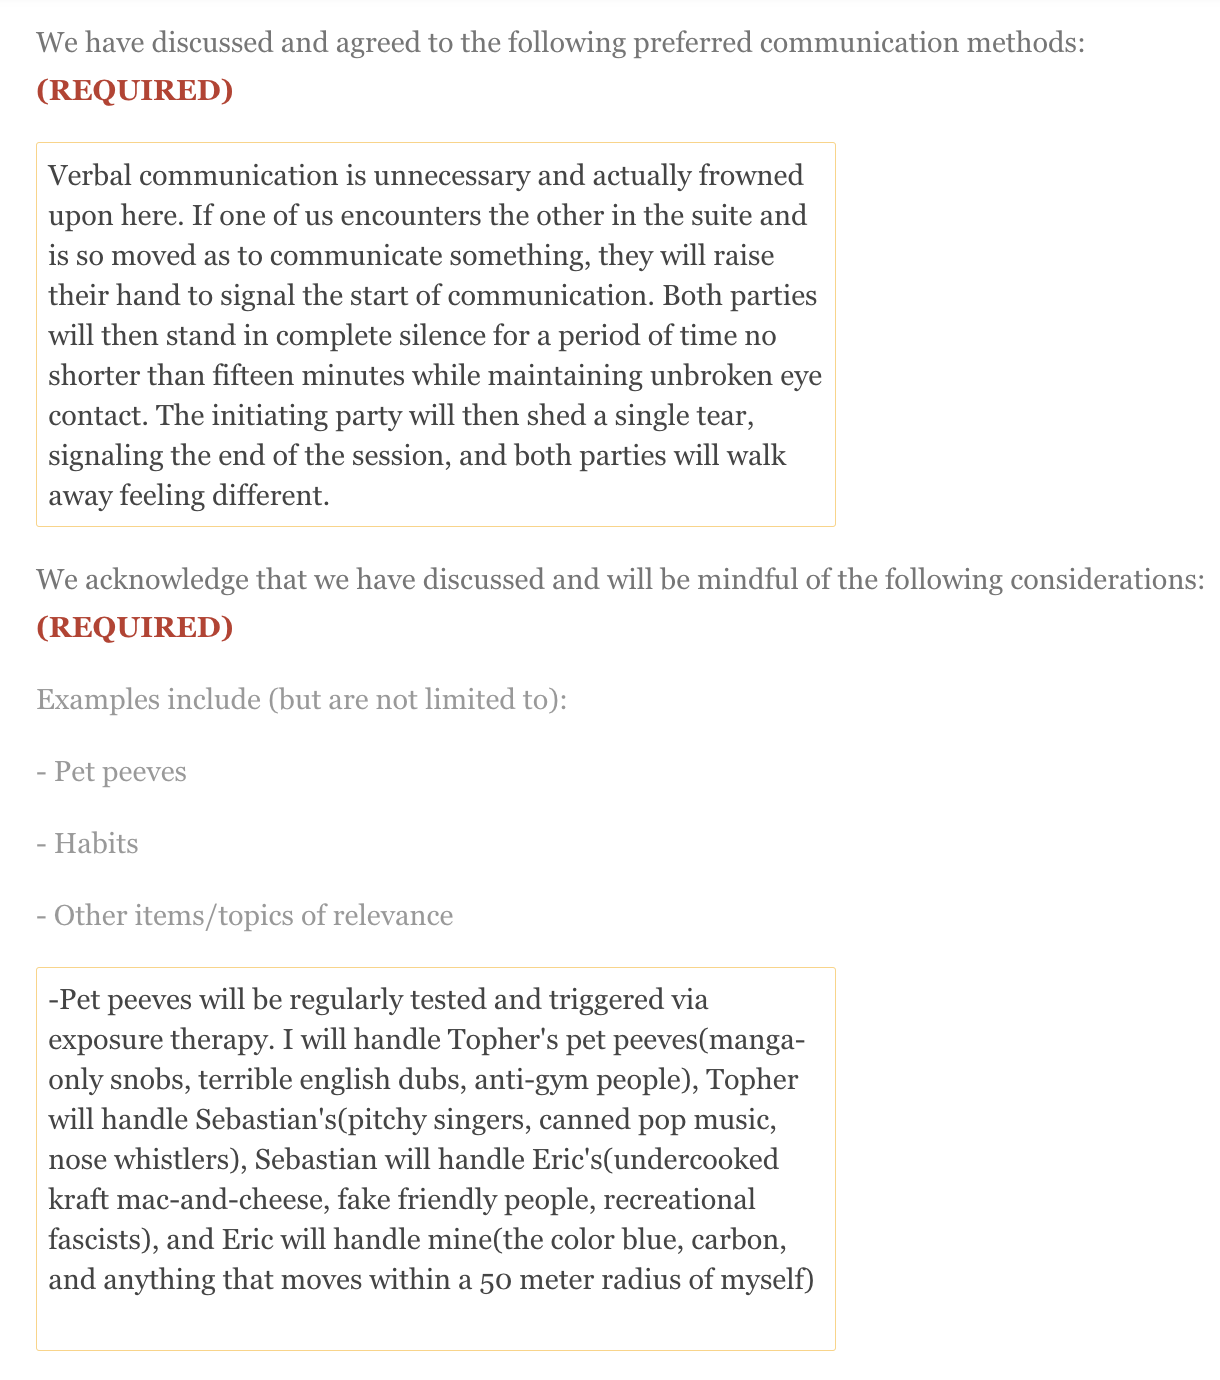 We have discussed and agreed to the following preferred communication methods:
(REQUIRED)
Verbal communication is unnecessary and actually frowned
upon here. If one of us encounters the other in the suite and
is so moved as to communicate something, they will raise
their hand to signal the start of communication. Both parties
will then stand in complete silence for a period of time no
shorter than fifteen minutes while maintaining unbroken eye
contact. The initiating party will then shed a single tear,
signaling the end of the session, and both parties will walk
away feeling different.
We acknowledge that we have discussed and will be mindful of the following considerations:
(REQUIRED)
Examples include (but are not limited to):
- Pet peeves
- Habits
- Other items/topics of relevance
-Pet peeves will be regularly tested and triggered via
exposure therapy. I will handle Topher's pet peeves(manga-
only snobs, terrible english dubs, anti-gym people), Topher
will handle Sebastian's(pitchy singers, canned pop music,
nose whistlers), Sebastian will handle Eric's(undercooked
kraft mac-and-cheese, fake friendly people, recreational
fascists), and Eric will handle mine(the color blue, carbon,
and anything that moves within a 50 meter radius of myself)